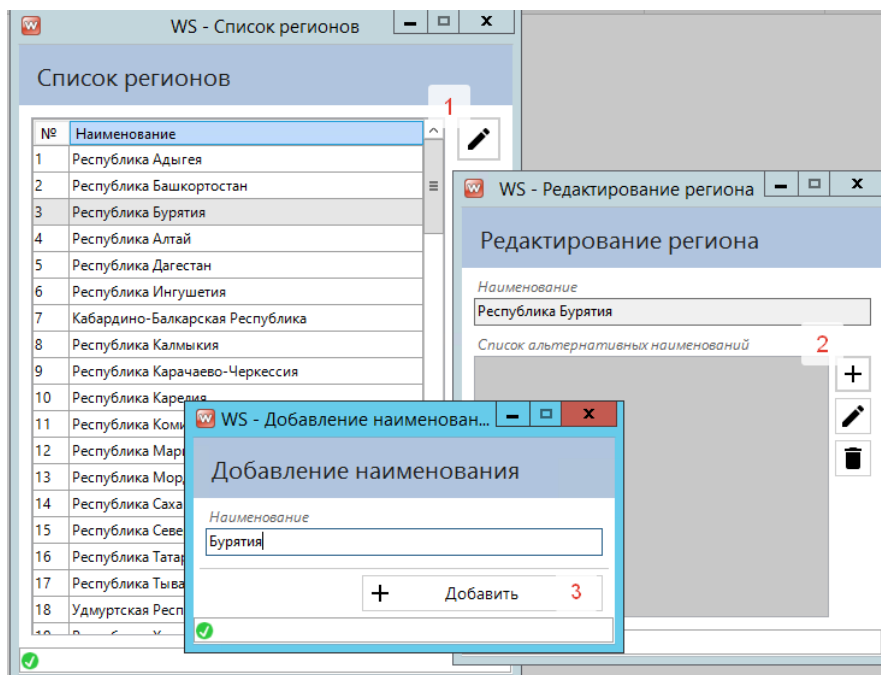 WS - Список регионов
Список регионов
1
№ Наименование
1 Республика Адыгея
2 Республика Башкортостан
3 Республика Бурятия
4 Республика Алтай
5 Республика Дагестан
6 Республика Ингушетия
7 Кабардино-Балкарская Республика
8 Республика Калмыкия
9 Республика Карачаево-Черкессия
10 Республика Карелия
11 Республика Коми
12 Республика
13 Республика
14 Республика Саха
15 Республика
16 Республика
17 Республика Тыва
18 Удмуртская
WS - Редактирование региона
Редактирование региона
Наименование
Республика Бурятия
Список альтернативных наименований
2
WS - Добавление наименован...
Добавление наименования
Наименование
Бурятия
Добавить
3